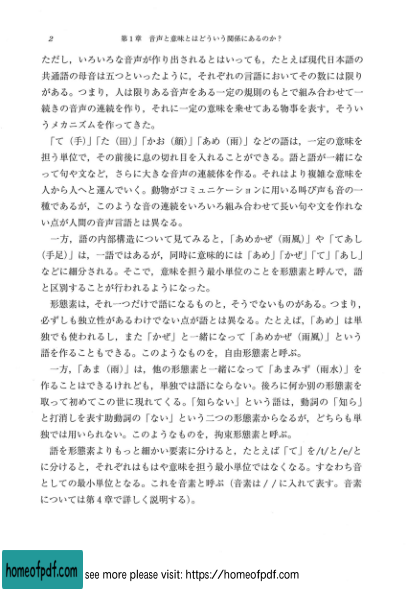 2　第1章　音声と意味とはどういう関係にあるのか？
ただし，いろいろな音声が作り出されるとはいっても，たとえば現代日本語の
共通語の母音は五つといったように，それぞれの言語においてその数には限り
がある。つまり，人は限りある音声をある一定の規則のもとで組み合わせて一
続きの音声の連続を作り，それに一定の意味を乗せてある物事を表す，そうい
うメカニズムを作ってきた。
「て（手）」「た（田）」「かお（顔）」「あめ（雨）」などの語は，一定の意味を
担う単位で，その前後に息の切れ目を入れることができる。語と語が一緒にな
って句や文など，さらに大きな音声の連続体を作る。それはより複雑な意味を
人から人へと運んでいく。動物がコミュニケーションに用いる叫び声も音の一
種であるが，このような音の連続をいろいろ組み合わせて長い句や文を作れな
い点が人間の音声言語とは異なる。
一方，語の内部構造について見てみると，「あめかぜ（雨風）」や「てあし
（手足）」は，一語ではあるが，同時に意味的には「あめ」「かぜ」「て」「あし」
などに細分される。そこで，意味を担う最小単位のことを形態素と呼んで，語
と区別することが行われるようになった。
形態素は，それ一つだけで語になるものと，そうでないものがある。つまり，
必ずしも独立性があるわけでない点が語とは異なる。たとえば，「あめ」は単
独でも使われるし，また「かぜ」と一緒になって「あめかぜ（雨風）」という
語を作ることもできる。このようなものを，自由形態素と呼ぶ。
一方，「あま（雨）」は，他の形態素と一緒になって「あまみず（雨水）」を
作ることはできるけれども，単独では語にならない。後ろに何か別の形態素を
取って初めてこの世に現れてくる。「知らない」という語は，動詞の「知ら」
と打消しを表す助動詞の「ない」という二つの形態素からなるが，どちらも単
独では用いられない。このようなものを，拘束形態素と呼ぶ。
語を形態素よりもっと細かい要素に分けると，たとえば「て」を/t/と/e/と
に分けると，それぞれはもはや意味を担う最小単位ではなくなる。すなわち音
としての最小単位となる。これを音素と呼ぶ（音素は / / に入れて表す。音素
については第4章で詳しく説明する）。
homeofpdf.com see more please visit: https://homeofpdf.com